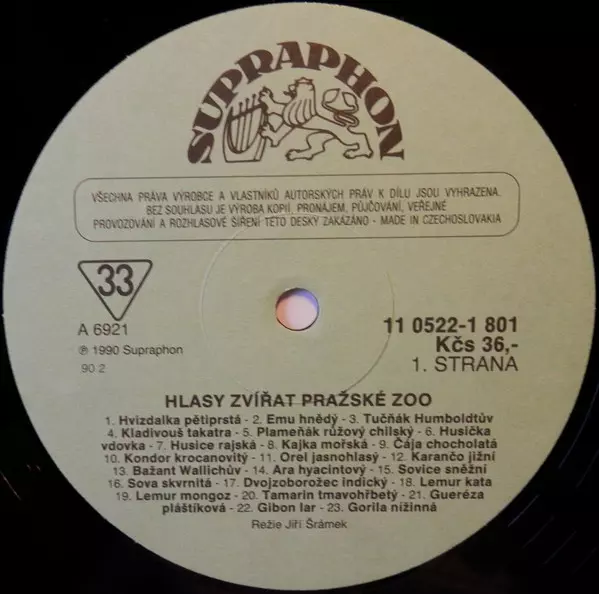 SUPRAPHON
VŠECHNA PRÁVA VÝROBCE A VLASTNÍKŮ AUTORSKÝCH PRÁV K DÍLU JSOU VYHRAZENA.
BEZ SOUHLASU JE VÝROBA KOPIÍ, PRONÁJEM, PŮJČOVÁNÍ, VEŘEJNÉ
PROVOZOVÁNÍ A ROZHLASOVÉ ŠÍŘENÍ TÉTO DESKY ZAKÁZÁNO - MADE IN CZECHOSLOVAKIA
33
A 6921
℗ 1990 Supraphon
90 2
11 0522-1 801
Kčs 36,-
1. STRANA
HLASY ZVÍŘAT PRAŽSKÉ ZOO
1. Hvizdalka pětiprstá - 2. Emu hnědý - 3. Tučňák Humboldtův
4. Kladivouš takatra - 5. Plameňák růžový chilský - 6. Husička
vdovka - 7. Husice rajská - 8. Kajka mořská - 9. Čája chocholatá
10. Kondor krocanovitý - 11. Orel jasnohlasý - 12. Karančo jižní
13. Bažant Wallichův - 14. Ara hyacintový - 15. Sovice sněžní
16. Sova skvrnitá - 17. Dvojzoborožec indický - 18. Lemur kata
19. Lemur mongoz - 20. Tamarin tmavohřbetý - 21. Gueréza
pláštíková - 22. Gibon lar - 23. Gorila nížinná
Režie Jiří Šrámek